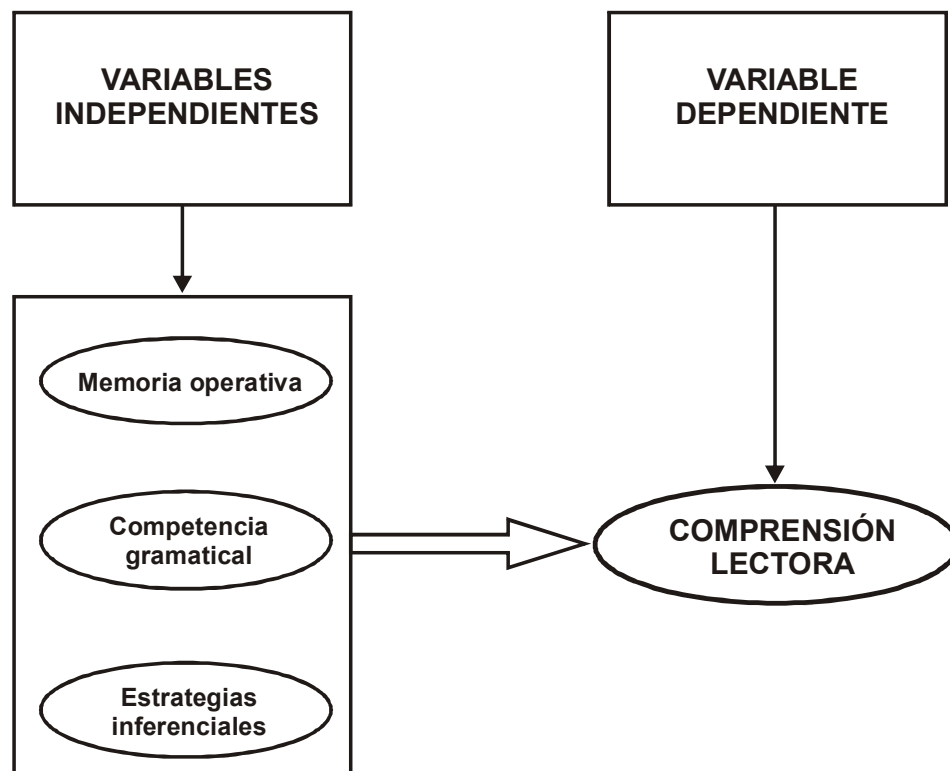 VARIABLES
INDEPENDIENTES
VARIABLE
DEPENDIENTE
Memoria operativa
Competencia
gramatical
COMPRENSIÓN
LECTORA
Estrategias
inferenciales